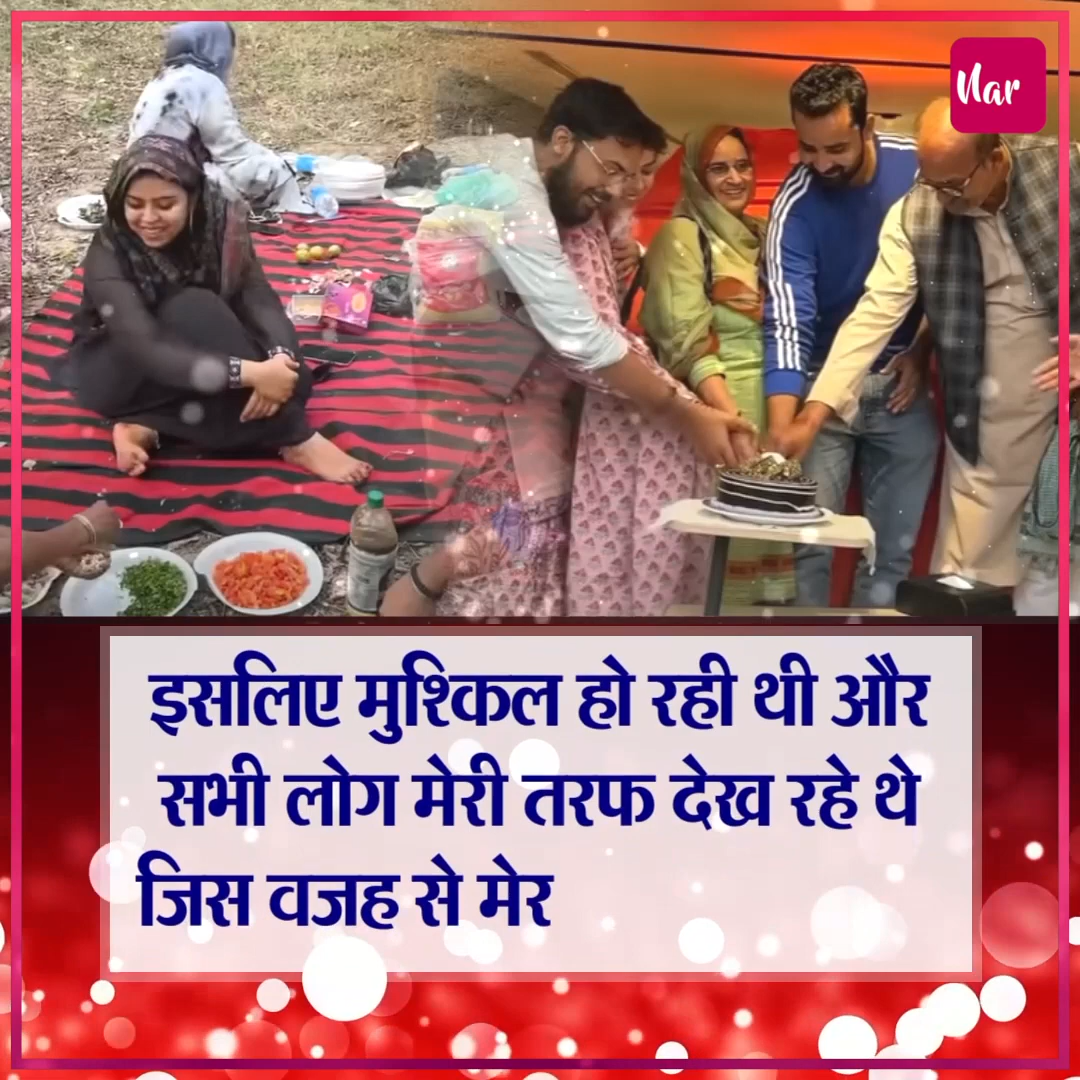 Nar
इसलिए मुश्किल हो रही थी और
सभी लोग मेरी तरफ देख रहे थे
जिस वजह से मेर